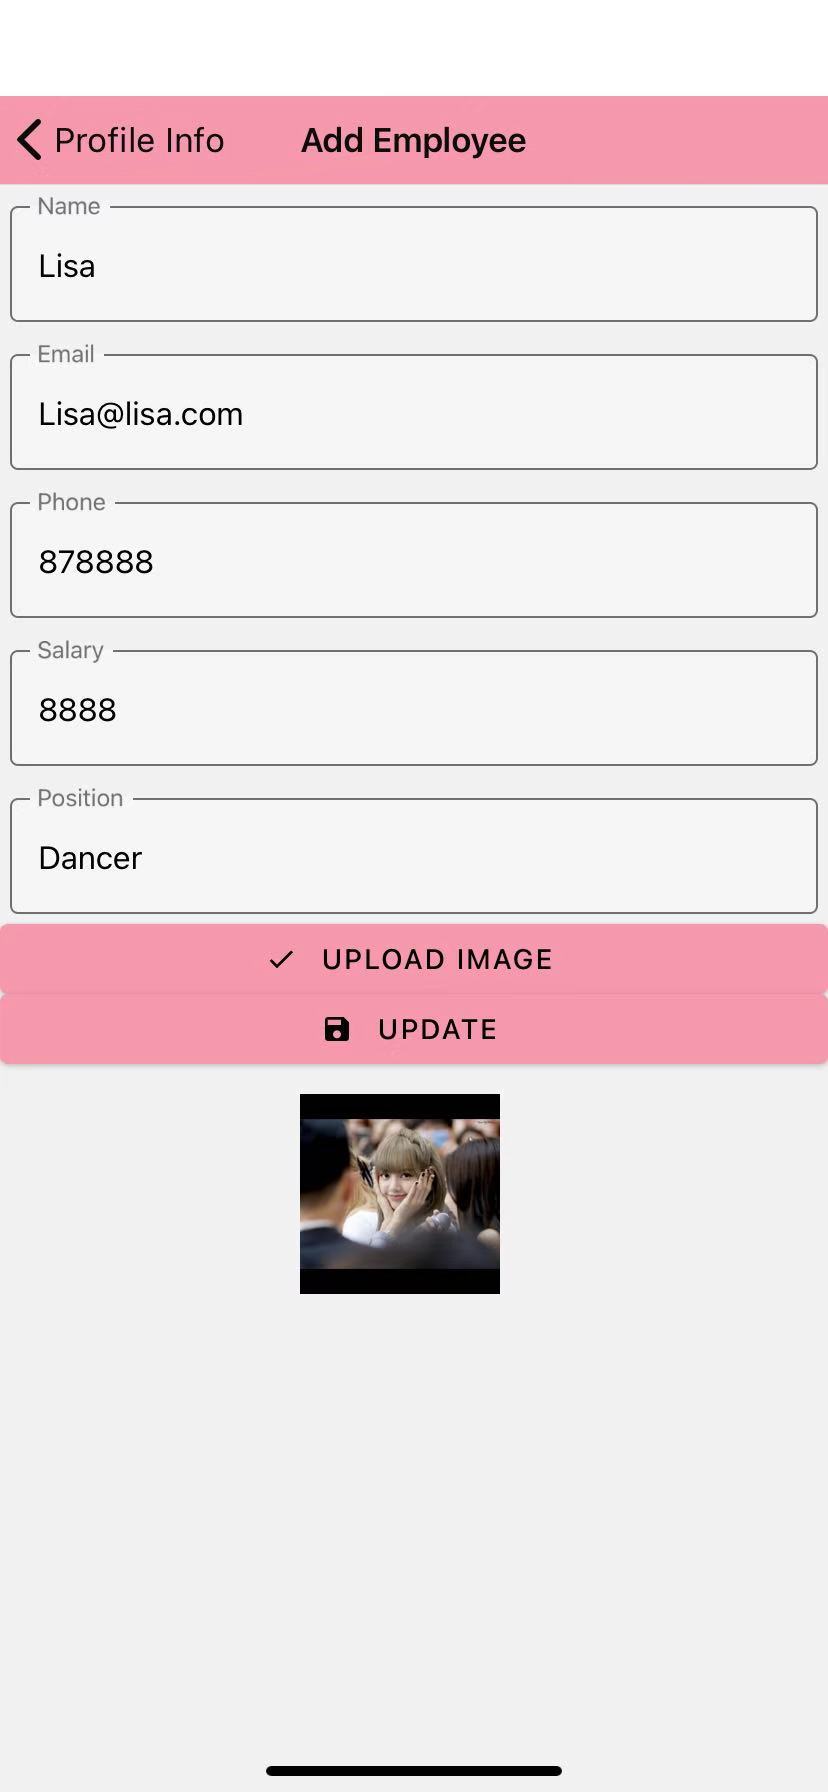 Profile Info Add Employee
Name
Lisa
Email
Lisa@lisa.com
Phone
878888
Salary
8888
Position
Dancer
UPLOAD IMAGE
UPDATE